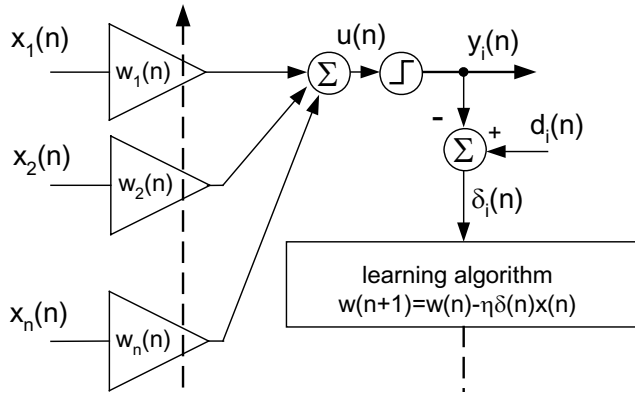 x₁(n)
w₁(n)
Σ
u(n)
yᵢ(n)
-
+
dᵢ(n)
Σ
x₂(n)
w₂(n)
δᵢ(n)
learning algorithm
w(n+1)=w(n)-ηδ(n)x(n)
xₙ(n)
wₙ(n)